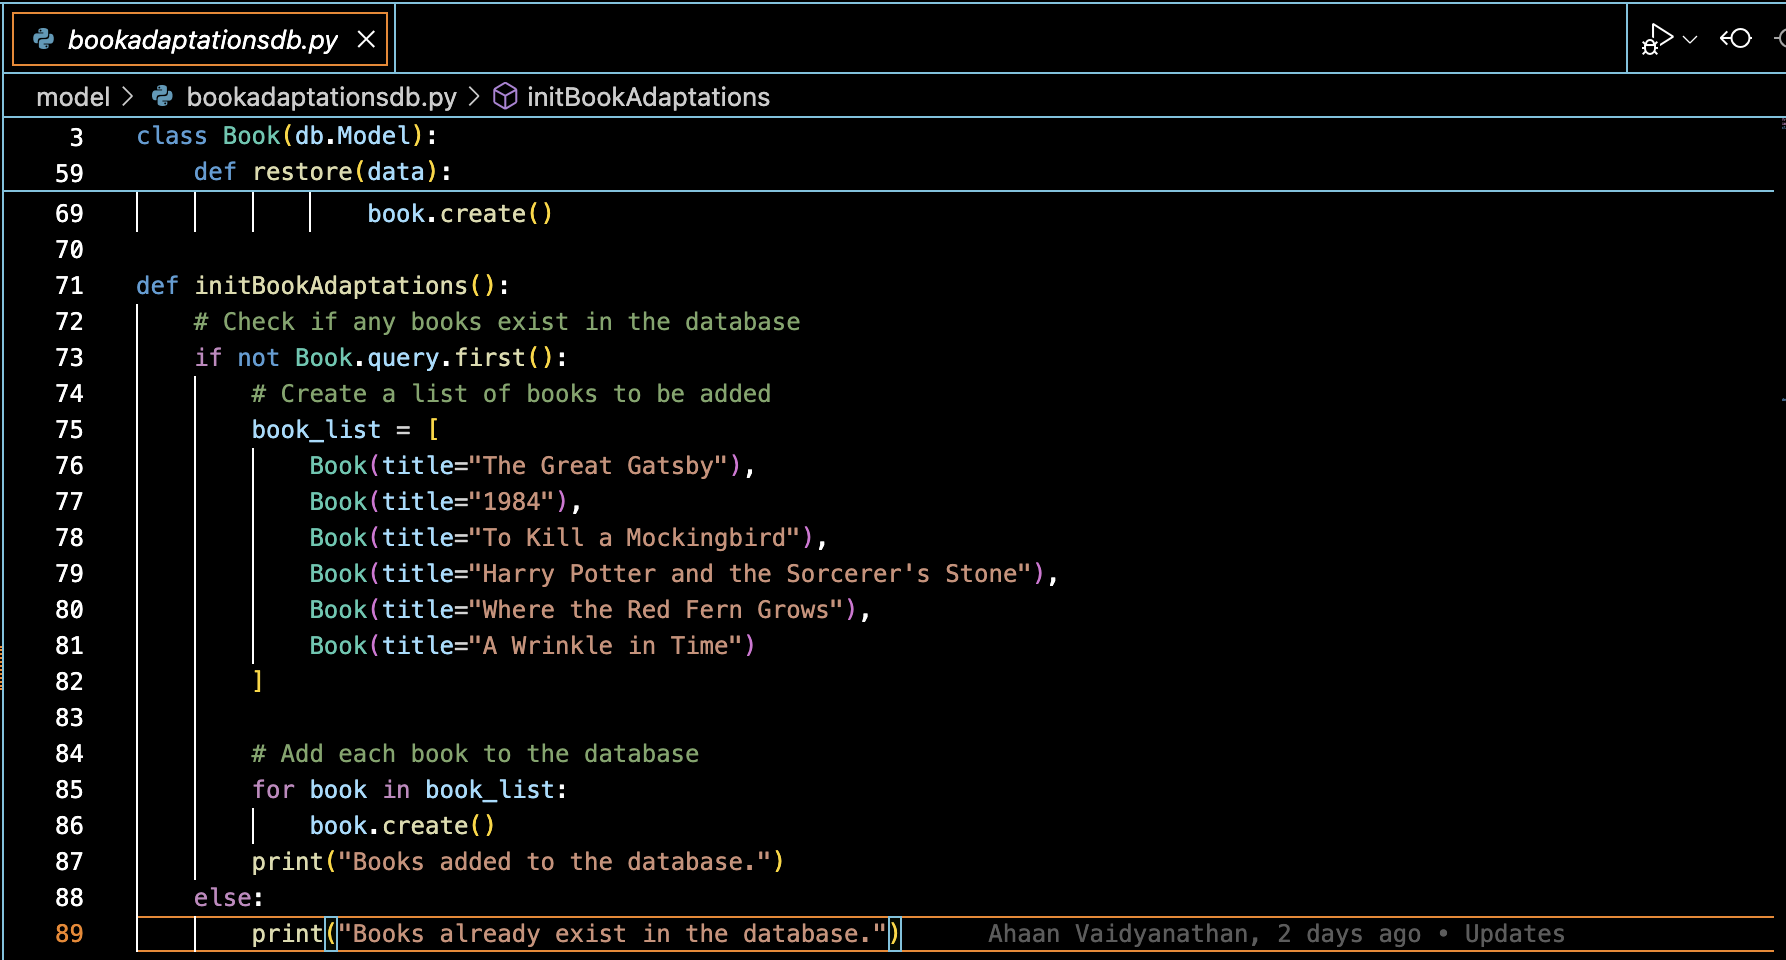 bookadaptationsdb.py
model > bookadaptationsdb.py > initBookAdaptations
3 class Book(db.Model):
59     def restore(data):
69                 book.create()
70
71 def initBookAdaptations():
72     # Check if any books exist in the database
73     if not Book.query.first():
74         # Create a list of books to be added
75         book_list = [
76             Book(title="The Great Gatsby"),
77             Book(title="1984"),
78             Book(title="To Kill a Mockingbird"),
79             Book(title="Harry Potter and the Sorcerer's Stone"),
80             Book(title="Where the Red Fern Grows"),
81             Book(title="A Wrinkle in Time")
82         ]
83
84         # Add each book to the database
85         for book in book_list:
86             book.create()
87         print("Books added to the database.")
88     else:
89         print("Books already exist in the database.")      Ahaan Vaidyanathan, 2 days ago • Updates